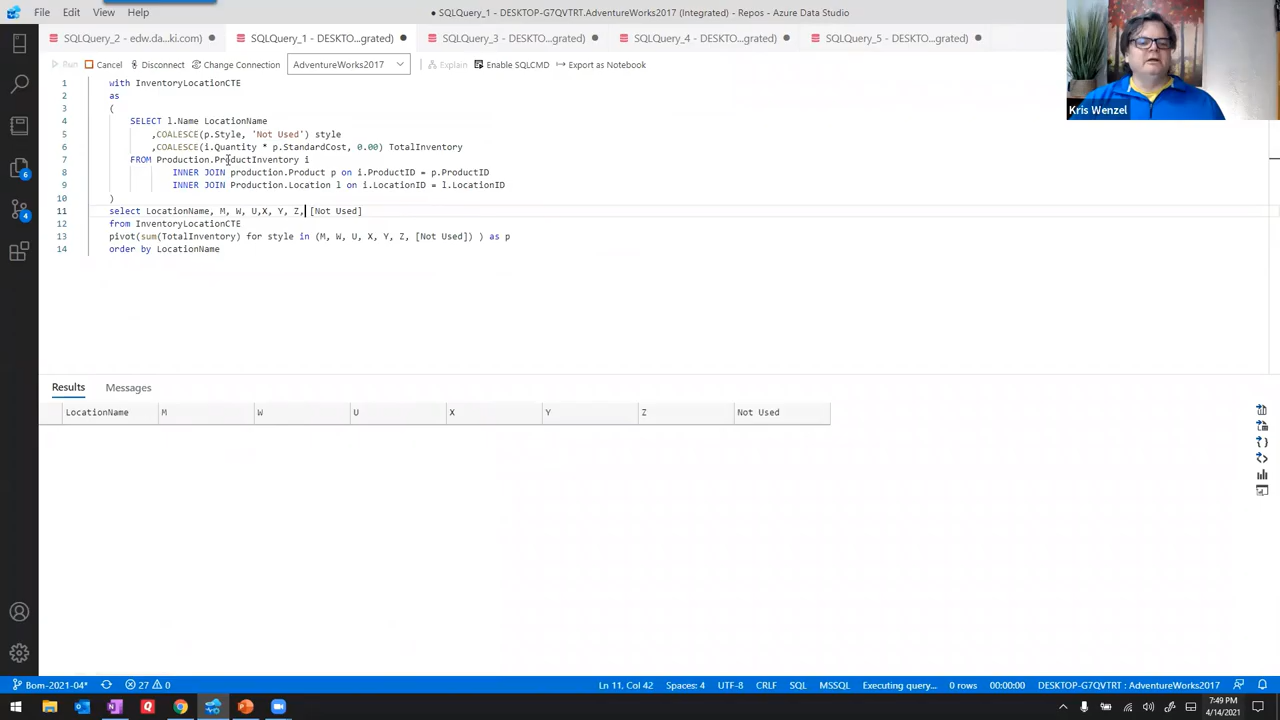 File Edit View Help
● SQLQuery_1 - DESKTOP-G7QVTRT.AdventureWorks2017 (Integrated) - Repos - Azure Data Studio
SQLQuery_2 - edw.da...ki.com)
SQLQuery_1 - DESKTO...grated)
SQLQuery_3 - DESKTO...grated)
SQLQuery_4 - DESKTO...grated)
SQLQuery_5 - DESKTO...grated)
Run Cancel Disconnect Change Connection AdventureWorks2017 Explain Enable SQLCMD Export as Notebook
Kris Wenzel
1 with InventoryLocationCTE
2 as
3 (
4 SELECT l.Name LocationName
5 ,COALESCE(p.Style, 'Not Used') style
6 ,COALESCE(i.Quantity * p.StandardCost, 0.00) TotalInventory
7 FROM Production.ProductInventory i
8 INNER JOIN production.Product p on i.ProductID = p.ProductID
9 INNER JOIN Production.Location l on i.LocationID = l.LocationID
10 )
11 select LocationName, M, W, U,X, Y, Z, [Not Used]
12 from InventoryLocationCTE
13 pivot(sum(TotalInventory) for style in (M, W, U, X, Y, Z, [Not Used]) ) as p
14 order by LocationName
6
4
Results Messages
LocationName M W U X Y Z Not Used
Bom-2021-04* 27 0 Ln 11, Col 42 Spaces: 4 UTF-8 CRLF SQL MSSQL Executing query... 0 rows 00:00:00 DESKTOP-G7QVTRT : AdventureWorks2017
7:49 PM
4/14/2021